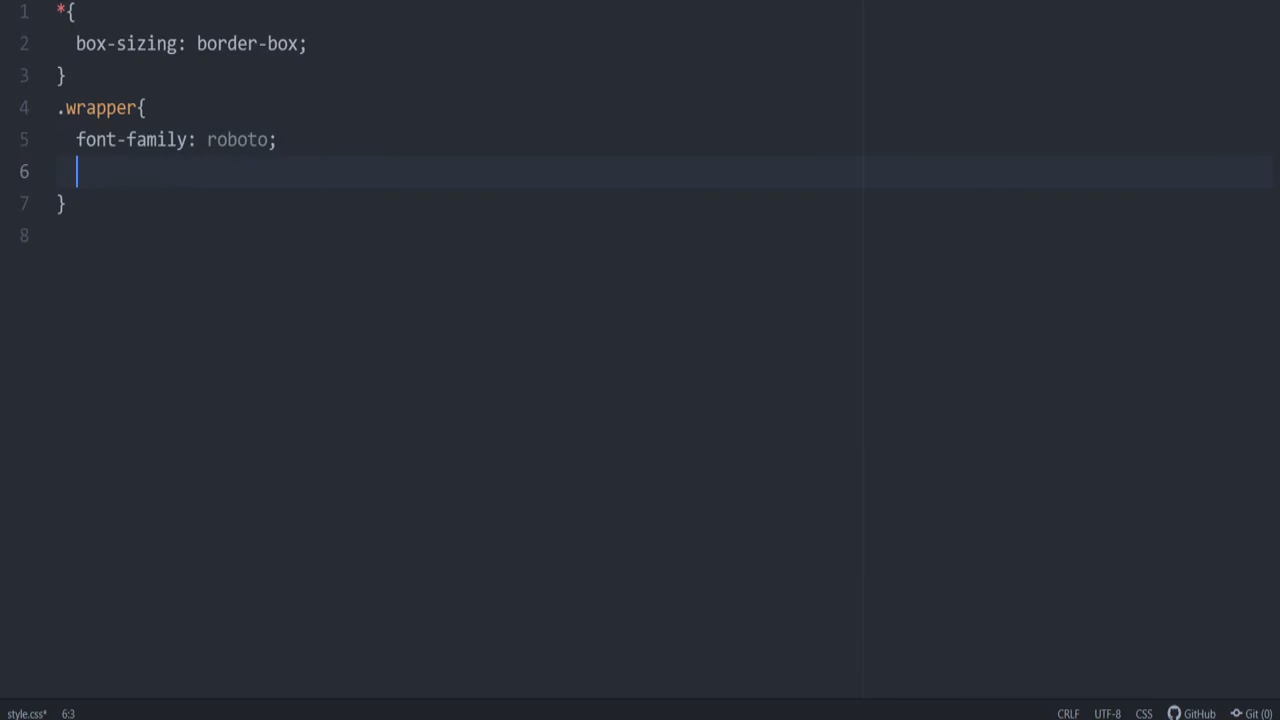 1 *{
2 box-sizing: border-box;
3 }
4 .wrapper{
5 font-family: roboto;
6
7 }
8
style.css* 6:3 CRLF UTF-8 CSS GitHub Git (0)